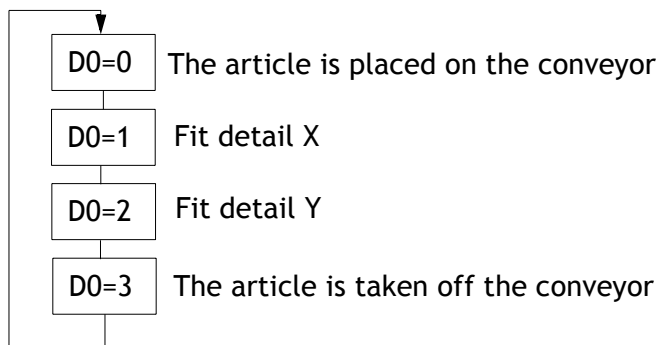 D0=0 The article is placed on the conveyor
D0=1 Fit detail X
D0=2 Fit detail Y
D0=3 The article is taken off the conveyor